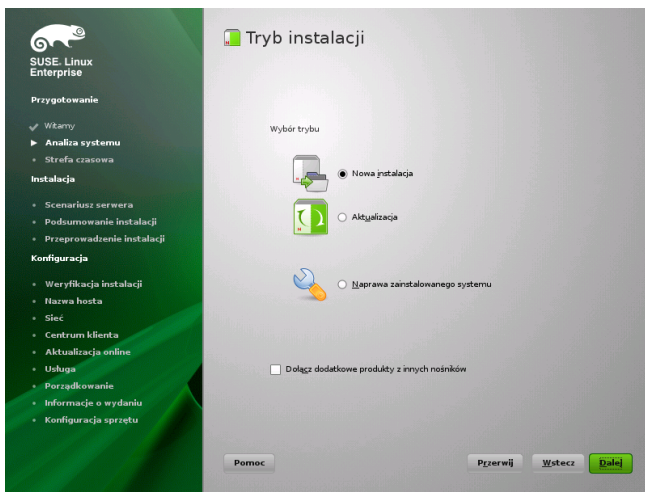 SUSE. Linux
Enterprise
Przygotowanie
Witamy
Analiza systemu
Strefa czasowa
Instalacja
Scenariusz serwera
Podsumowanie instalacji
Przeprowadzenie instalacji
Konfiguracja
Weryfikacja instalacji
Nazwa hosta
Sieć
Centrum klienta
Aktualizacja online
Usługa
Porządkowanie
Informacje o wydaniu
Konfiguracja sprzętu
Tryb instalacji
Wybór trybu
Nowa instalacja
Aktualizacja
Naprawa zainstalowanego systemu
Dołącz dodatkowe produkty z innych nośników
Pomoc
Przerwij
Wstecz
Dalej